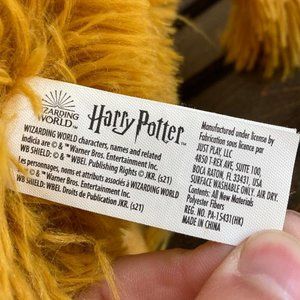 WIZARDING
WORLD™
Harry Potter™
WIZARDING WORLD characters, names and related
indicia are © & ™ Warner Bros. Entertainment Inc.
WB SHIELD: © & ™ WBEI. Publishing Rights © JKR. (s21)
Les personnages, noms et attributs associés à WIZARDING WORLD
sont © & ™ Warner Bros. Entertainment Inc.
WB SHIELD: ™& WBEI. Droits de Publication JKR. (s21)
Manufactured under license by
Fabrication sous licence par
JUST PLAY, LLC
4850 T-REX SUITE, SUITE 100,
BOCA RATON, FL 33431 USA
SURFACE WASHABLE ONLY. AIR DRY.
Contents: All New Materials
Polyester Fibers
REG. NO. PA-15431(HK)
MADE IN CHINA